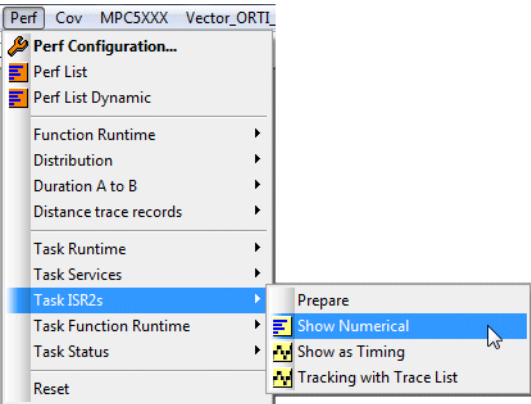 Perf Cov MPC5XXX Vector_ORTI_
Perf Configuration...
Perf List
Perf List Dynamic
Function Runtime
Distribution
Duration A to B
Distance trace records
Task Runtime
Task Services
Task ISR2s
Task Function Runtime
Task Status
Reset
Prepare
Show Numerical
Show as Timing
Tracking with Trace List